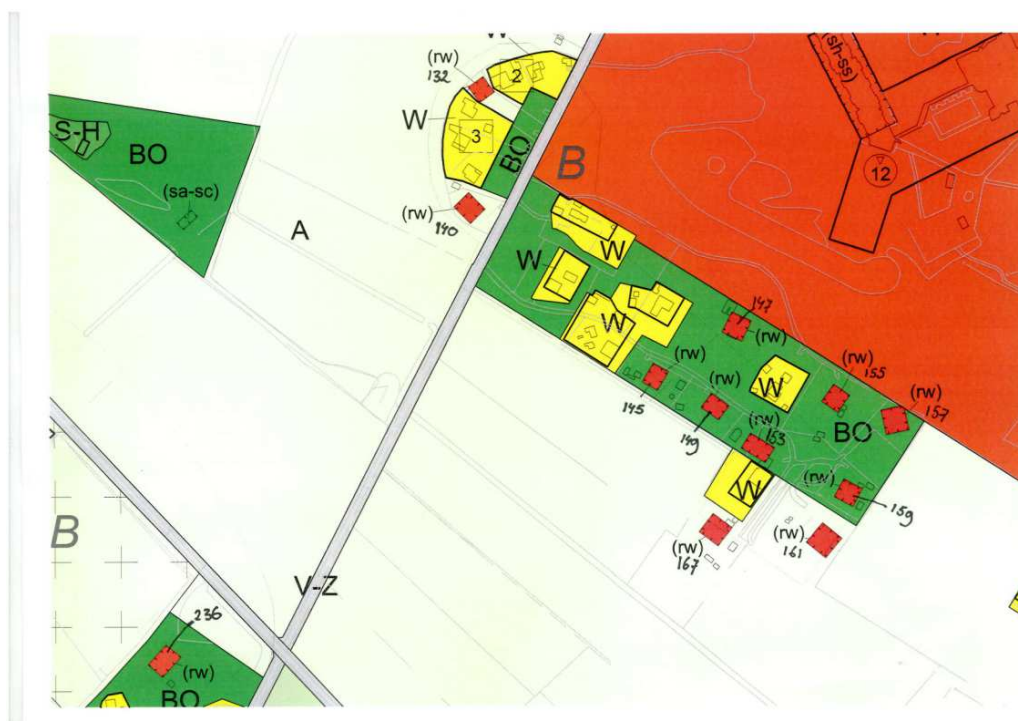 W
H
(rw)
132
2
(sh-ss)
W
3
BO
S-H
BO
B
12
(sa-sc)
(rw)
140
A
W
W
W
147
(rw)
(rw)
145
(rw)
149
W
(rw)
155
(rw)
157
(rw)
153
BO
W
(rw)
159
(rw)
167
(rw)
161
B
V-Z
236
(rw)
BO